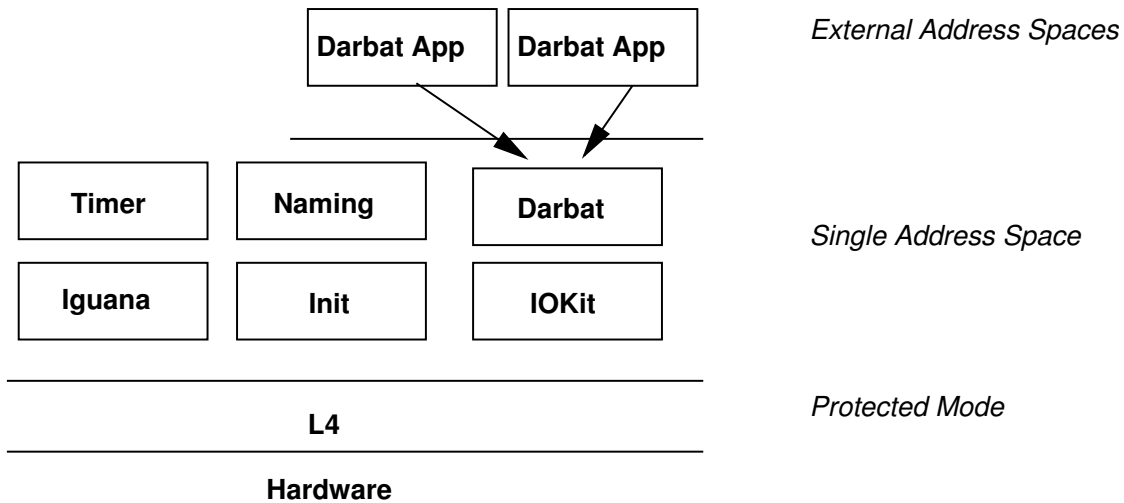 Darbat App
Darbat App
External Address Spaces
Timer
Naming
Darbat
Single Address Space
Iguana
Init
IOKit
Protected Mode
L4
Hardware